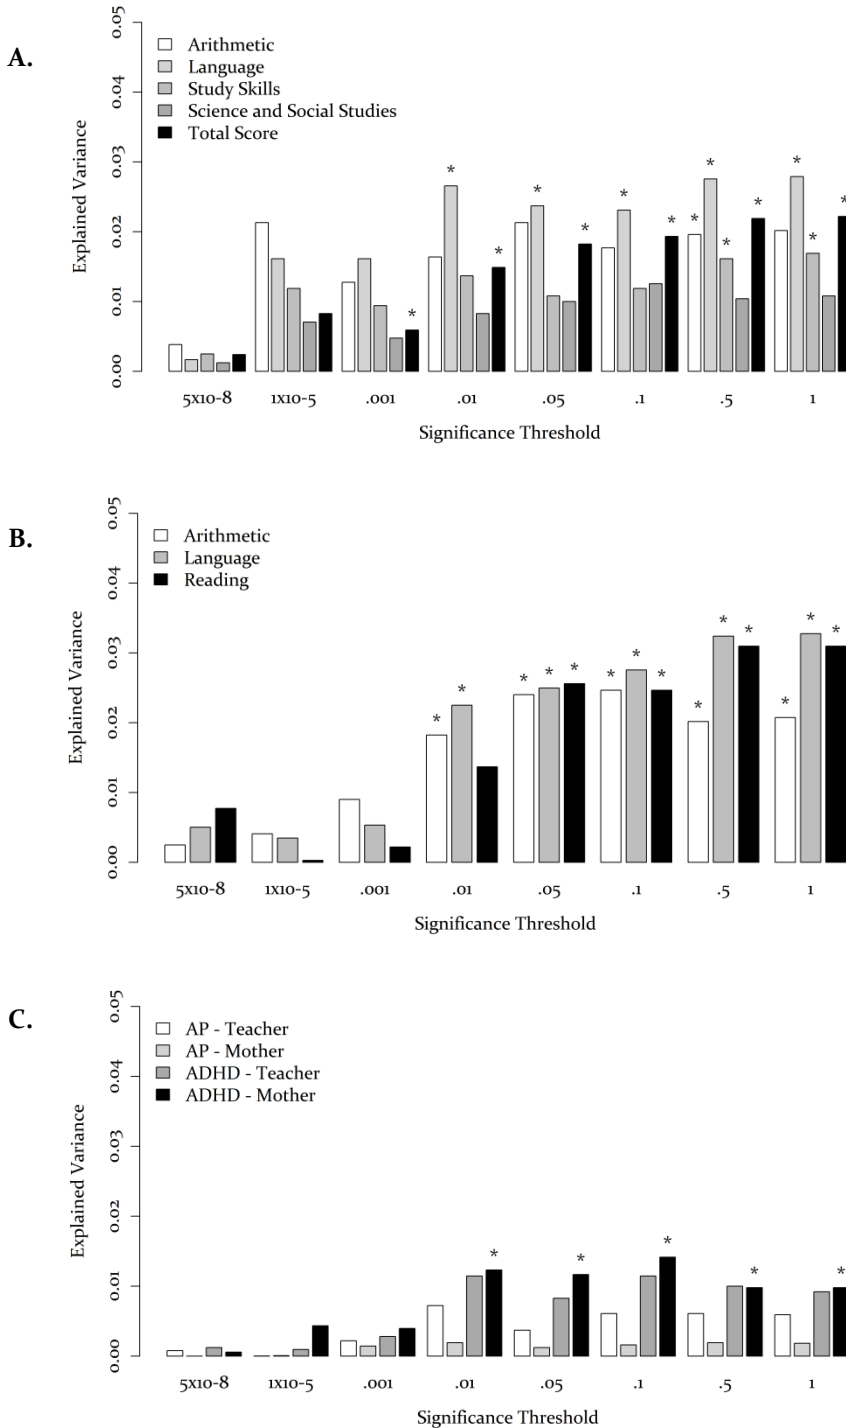 A.
0.05
0.04
0.03
0.02
0.01
0.00
Explained Variance
Arithmetic
Language
Study Skills
Science and Social Studies
Total Score
*
* *
* *
* *
* * * *
* * *
5x10-8 1x10-5 .001 .01 .05 .1 .5 1
Significance Threshold
B.
0.05
0.04
0.03
0.02
0.01
0.00
Explained Variance
Arithmetic
Language
Reading
* *
* * *
* * *
* * *
* * *
5x10-8 1x10-5 .001 .01 .05 .1 .5 1
Significance Threshold
C.
0.05
0.04
0.03
0.02
0.01
0.00
Explained Variance
AP - Teacher
AP - Mother
ADHD - Teacher
ADHD - Mother
* * * * *
5x10-8 1x10-5 .001 .01 .05 .1 .5 1
Significance Threshold